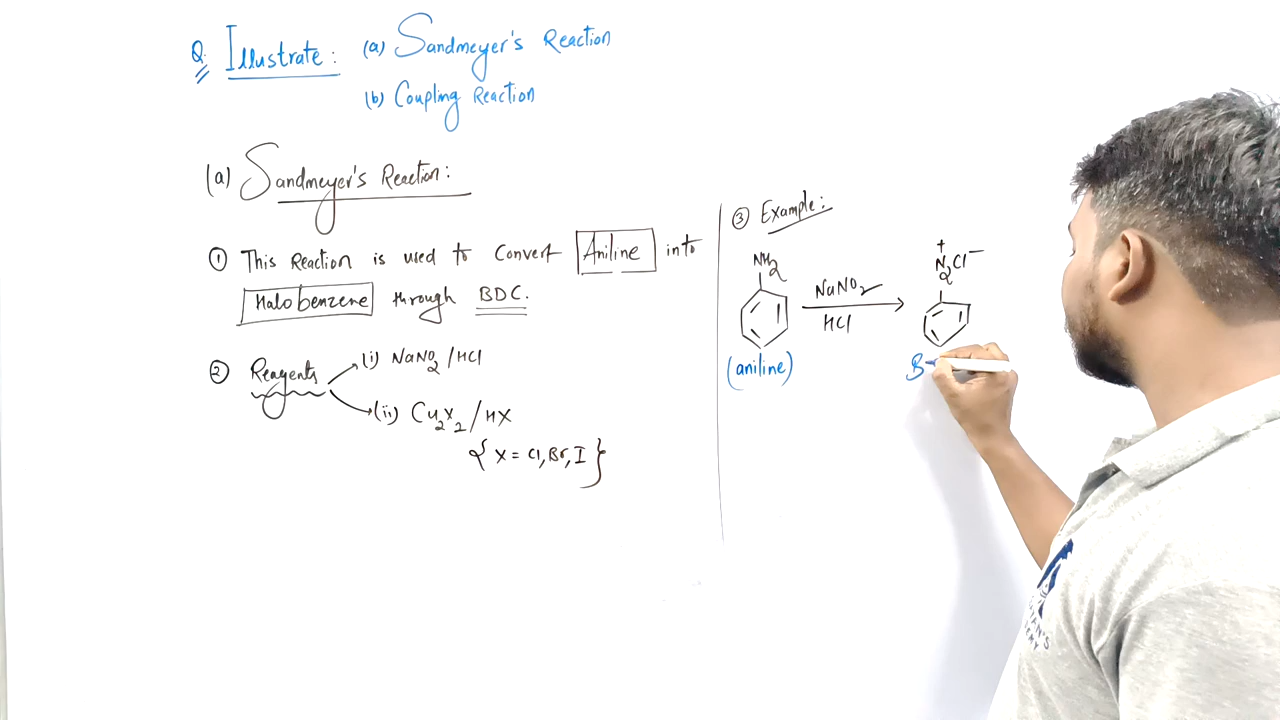 Q. Illustrate: (a) Sandmeyer's Reaction
(b) Coupling Reaction
(a) Sandmeyer's Reaction:
① This Reaction is used to Convert Aniline into
Halobenzene through BDC.
② Reagents
(i) NaNO2/HCl
(ii) Cu2X2/HX
{X = Cl, Br, I}
③ Example:
NH2
NaNO2
HCl
(aniline)
+
N2Cl−
B